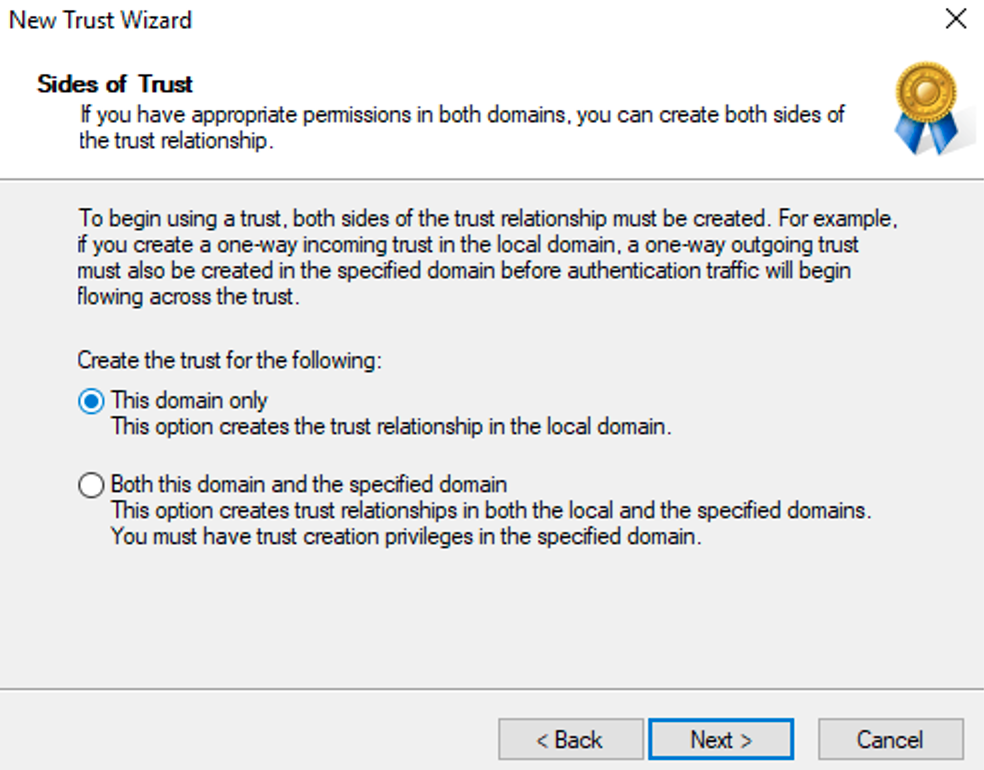 New Trust Wizard
Sides of Trust
If you have appropriate permissions in both domains, you can create both sides of
the trust relationship.
To begin using a trust, both sides of the trust relationship must be created. For example,
if you create a one-way incoming trust in the local domain, a one-way outgoing trust
must also be created in the specified domain before authentication traffic will begin
flowing across the trust.
Create the trust for the following:
This domain only
This option creates the trust relationship in the local domain.
Both this domain and the specified domain
This option creates trust relationships in both the local and the specified domains.
You must have trust creation privileges in the specified domain.
< Back Next > Cancel